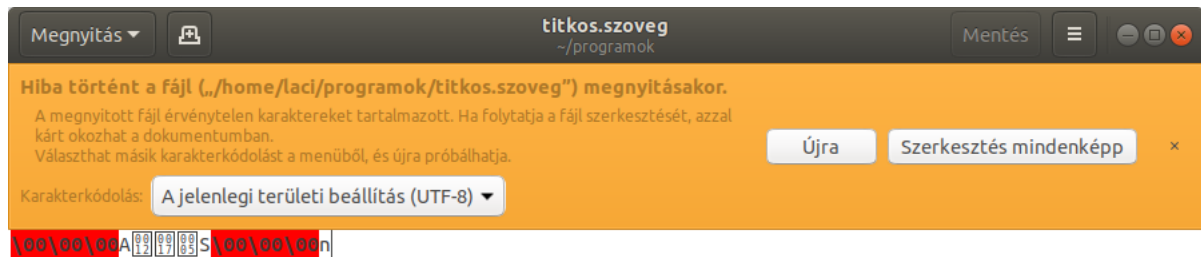 Megnyitás
titkos.szoveg
~/programok
Mentés
Hiba történt a fájl („/home/laci/programok/titkos.szoveg”) megnyitásakor.
A megnyitott fájl érvénytelen karaktereket tartalmazott. Ha folytatja a fájl szerkesztését, azzal
kárt okozhat a dokumentumban.
Választhat másik karakterkódolást a menüből, és újra próbálhatja.
Újra
Szerkesztés mindenképp
×
Karakterkódolás: A jelenlegi területi beállítás (UTF-8)
\00\00\00A␒␗␅S\00\00\00n